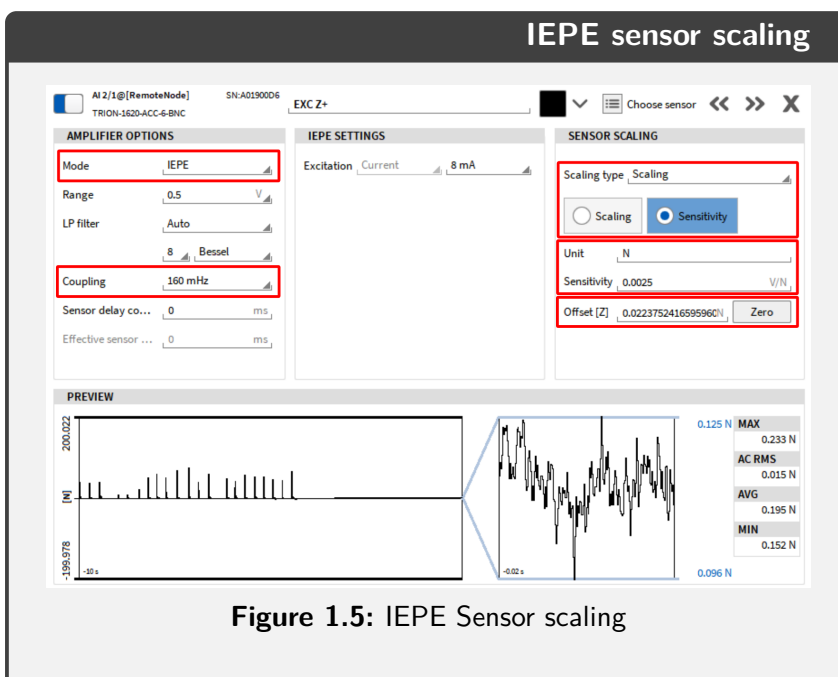 IEPE sensor scaling
AI 2/1@[RemoteNode] SN:A01900D6
TRION-1620-ACC-6-BNC
EXC Z+
Choose sensor
AMPLIFIER OPTIONS
Mode IEPE
Range 0.5 V
LP filter Auto
8 Bessel
Coupling 160 mHz
Sensor delay co... 0 ms
Effective sensor ... 0 ms
IEPE SETTINGS
Excitation Current 8 mA
SENSOR SCALING
Scaling type Scaling
Scaling Sensitivity
Unit N
Sensitivity 0.0025 V/N
Offset [Z] 0.0223752416595960 N Zero
PREVIEW
200.022
[N]
-199.978
-10 s
-0.02 s
0.125 N
0.096 N
MAX
0.233 N
AC RMS
0.015 N
AVG
0.195 N
MIN
0.152 N
Figure 1.5: IEPE Sensor scaling